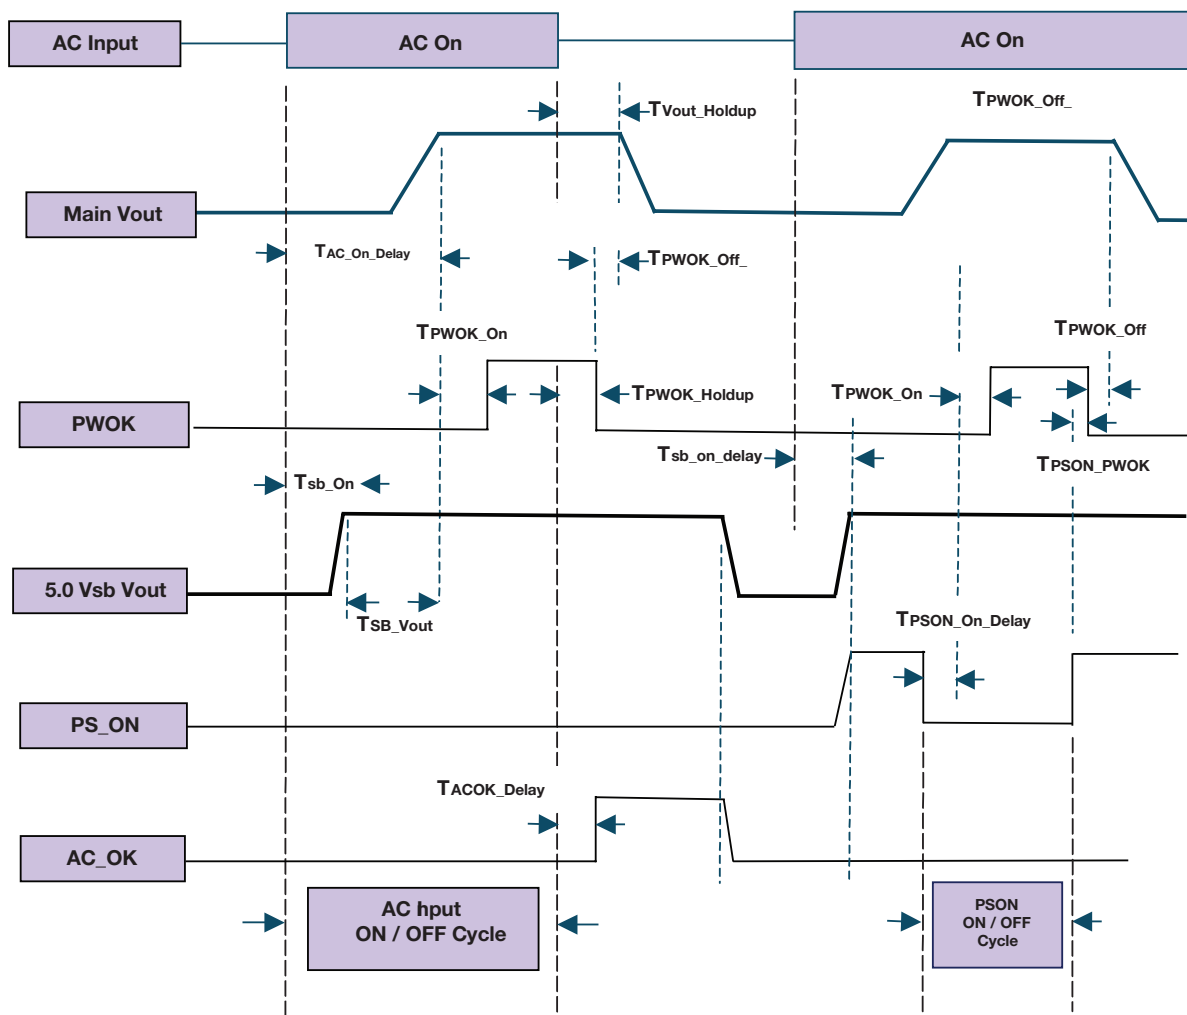 AC Input
AC On
AC On
TVout_Holdup
TPWOK_Off_
Main Vout
TAC_On_Delay
TPWOK_Off_
TPWOK_On
TPWOK_Off
TPWOK_Holdup
TPWOK_On
PWOK
Tsb_on_delay
TPSON_PWOK
Tsb_On
5.0 Vsb Vout
TSB_Vout
TPSON_On_Delay
PS_ON
TACOK_Delay
AC_OK
AC hput
ON / OFF Cycle
PSON
ON / OFF
Cycle